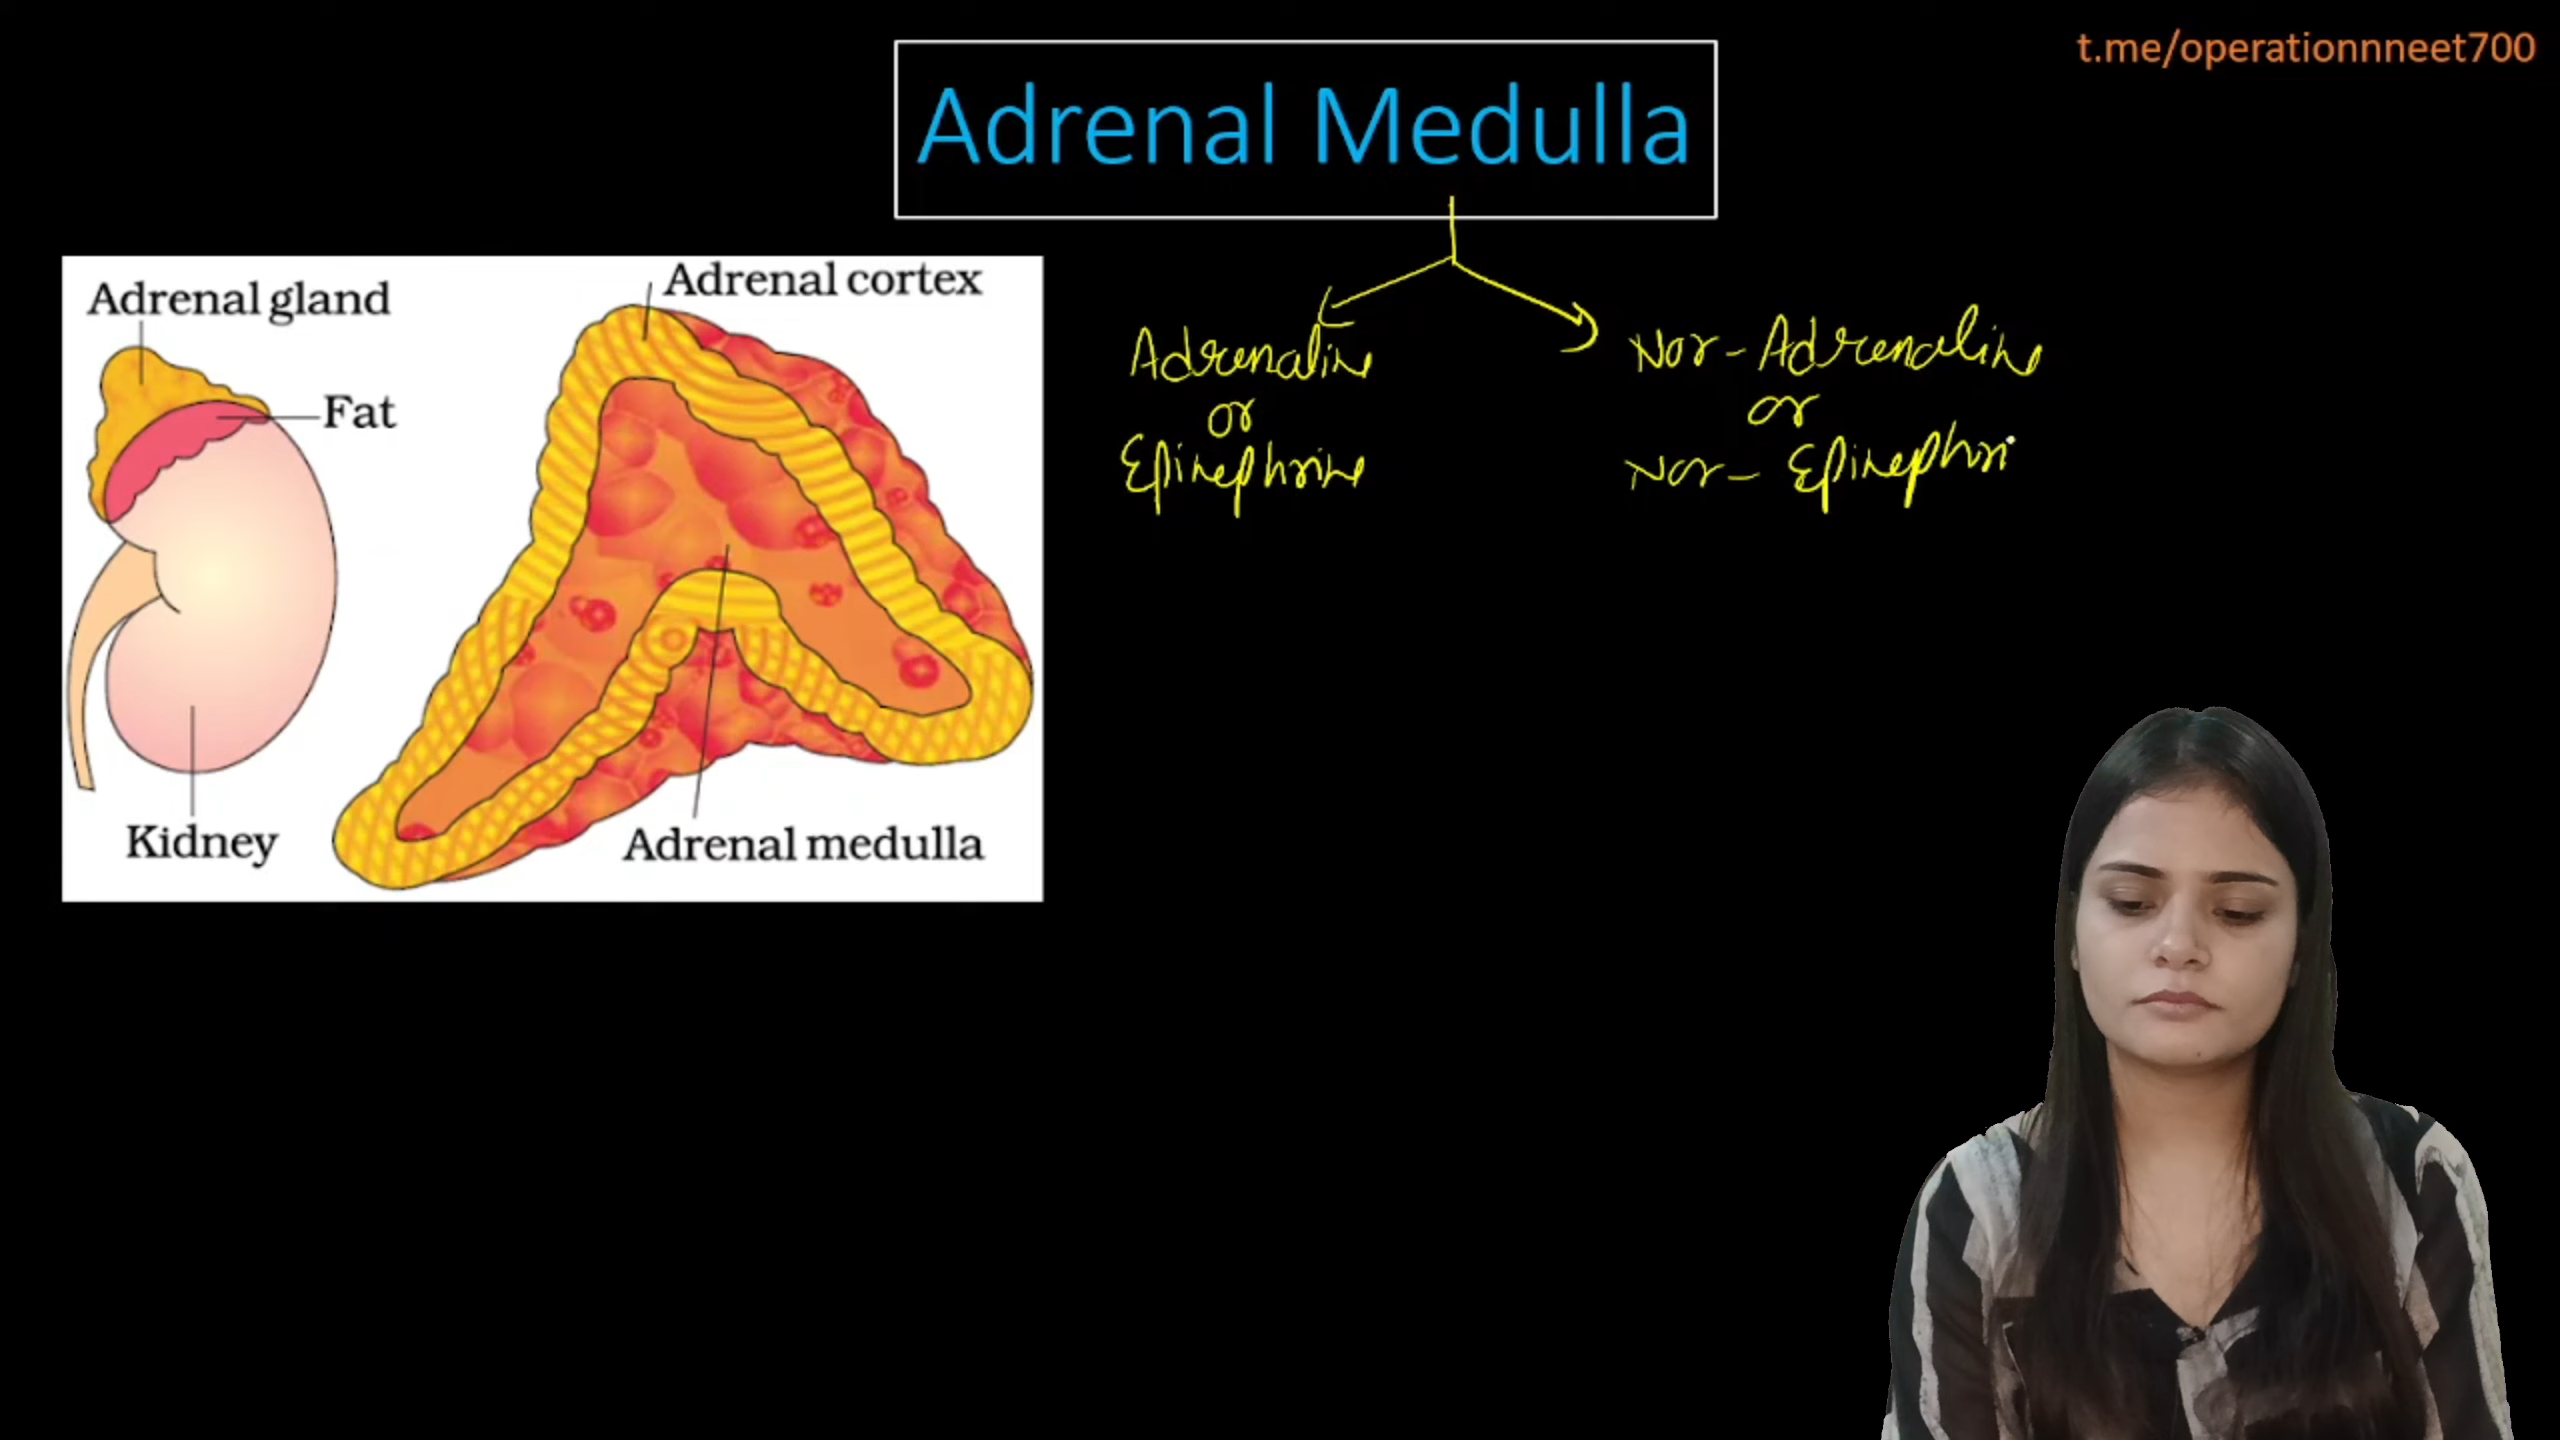 t.me/operationnneet700
Adrenal Medulla
Adrenal gland
Adrenal cortex
Fat
Kidney
Adrenal medulla
Adrenaline
or
Epinephrine
Nor-Adrenaline
or
Nor-Epinephri